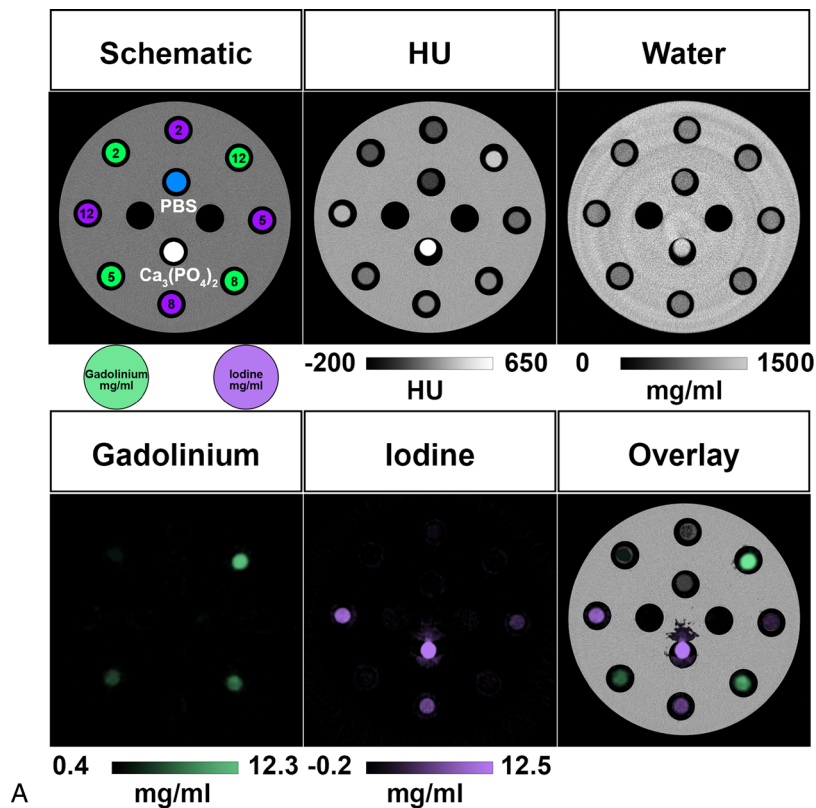 Schematic
HU
Water
2
2
12
PBS
12
5
Ca3(PO4)2
5
8
8
Gadolinium
mg/ml
Iodine
mg/ml
-200
650
HU
0
1500
mg/ml
Gadolinium
Iodine
Overlay
0.4
12.3
mg/ml
-0.2
12.5
mg/ml
A